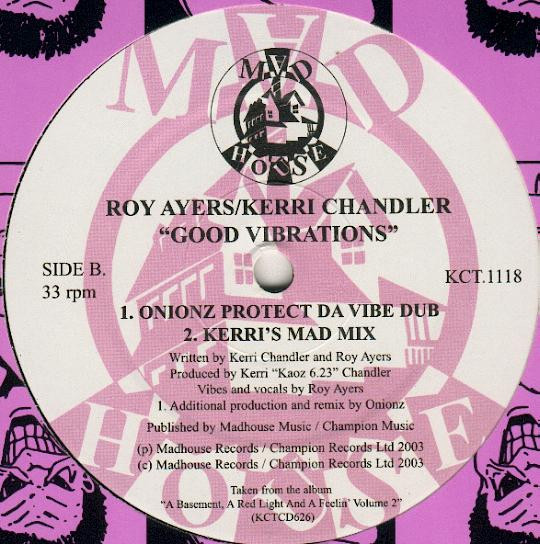 MAD
HOUSE
MAD
HOUSE
ROY AYERS/KERRI CHANDLER
“GOOD VIBRATIONS”
SIDE B.
33 rpm
KCT.1118
1. ONIONZ PROTECT DA VIBE DUB
2. KERRI'S MAD MIX
Written by Kerri Chandler and Roy Ayers
Produced by Kerri “Kaoz 6.23” Chandler
Vibes and vocals by Roy Ayers
1. Additional production and remix by Onionz
Published by Madhouse Music / Champion Music
(p) Madhouse Records / Champion Records Ltd 2003
(c) Madhouse Records / Champion Records Ltd 2003
Taken from the album
“A Basement, A Red Light And A Feelin' Volume 2”
(KCTCD626)